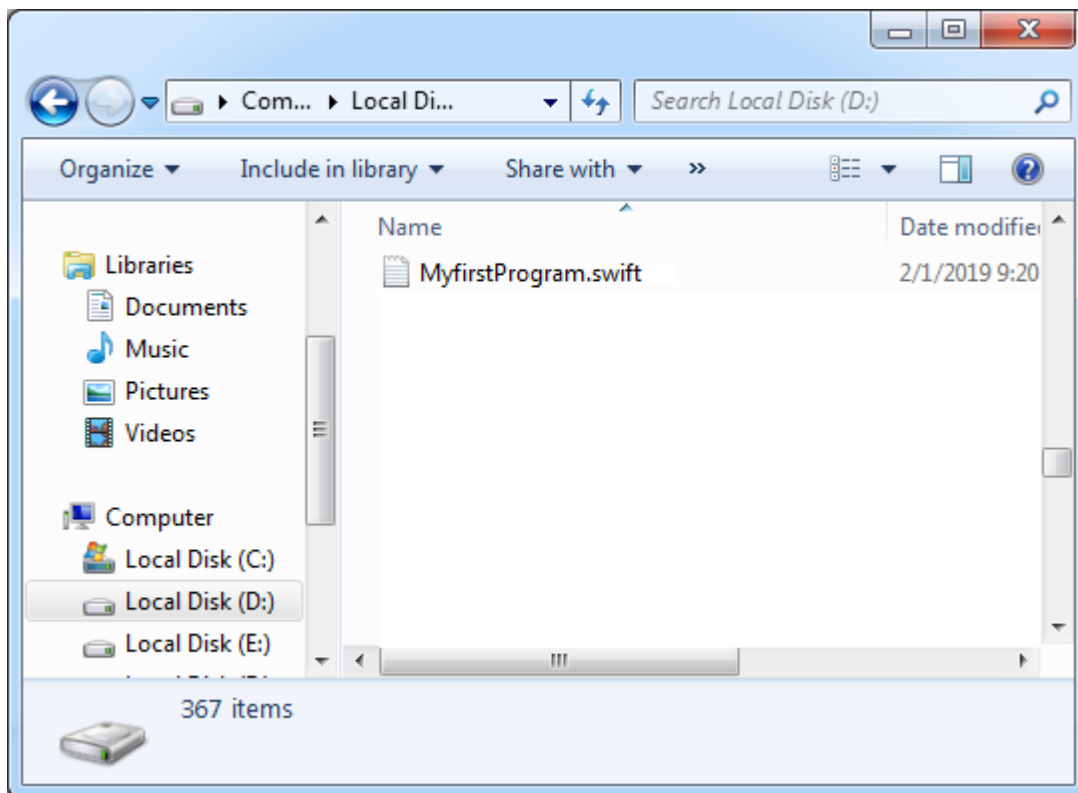 Com... Local Di...
Search Local Disk (D:)
Organize Include in library Share with »
Name Date modifie
Libraries
MyfirstProgram.swift 2/1/2019 9:20
Documents
Music
Pictures
Videos
Computer
Local Disk (C:)
Local Disk (D:)
Local Disk (E:)
367 items